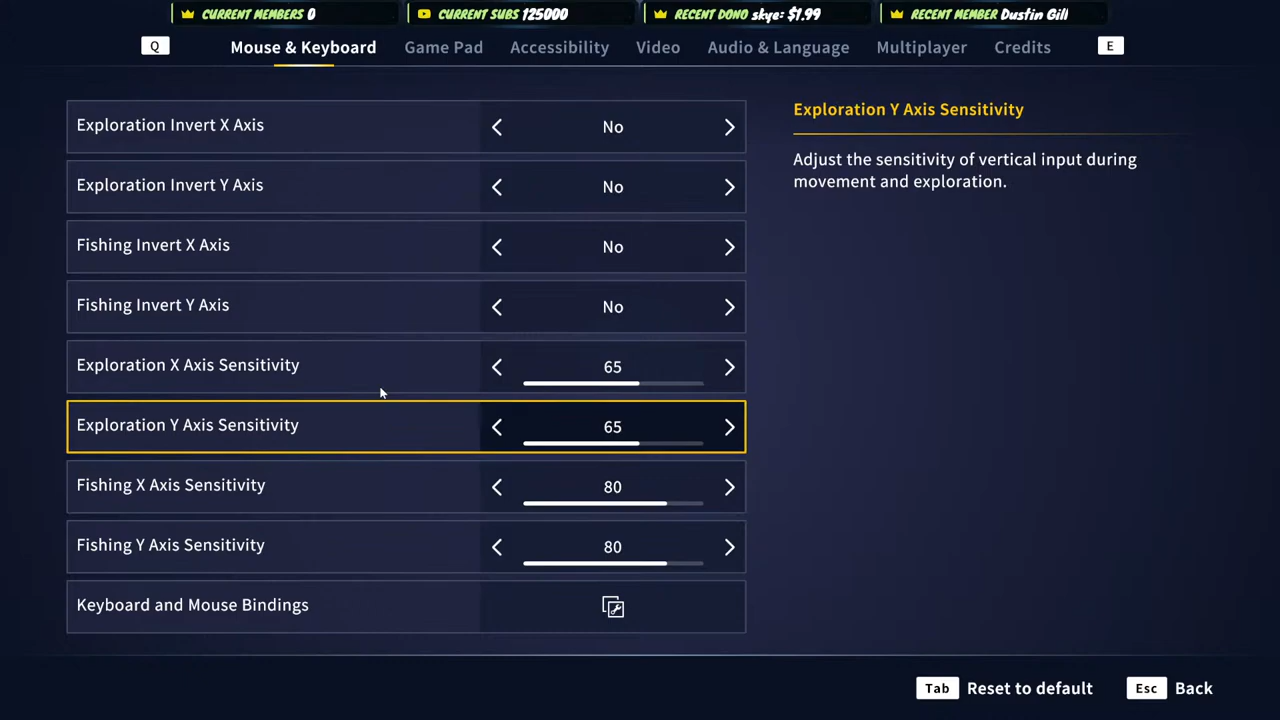 CURRENT MEMBERS 0 CURRENT SUBS 125000 RECENT DONO skye: $1.99 RECENT MEMBER Dustin Gill
Q Mouse & Keyboard Game Pad Accessibility Video Audio & Language Multiplayer Credits E
Exploration Invert X Axis No
Exploration Invert Y Axis No
Fishing Invert X Axis No
Fishing Invert Y Axis No
Exploration X Axis Sensitivity 65
Exploration Y Axis Sensitivity 65
Fishing X Axis Sensitivity 80
Fishing Y Axis Sensitivity 80
Keyboard and Mouse Bindings
Exploration Y Axis Sensitivity
Adjust the sensitivity of vertical input during
movement and exploration.
Tab Reset to default Esc Back